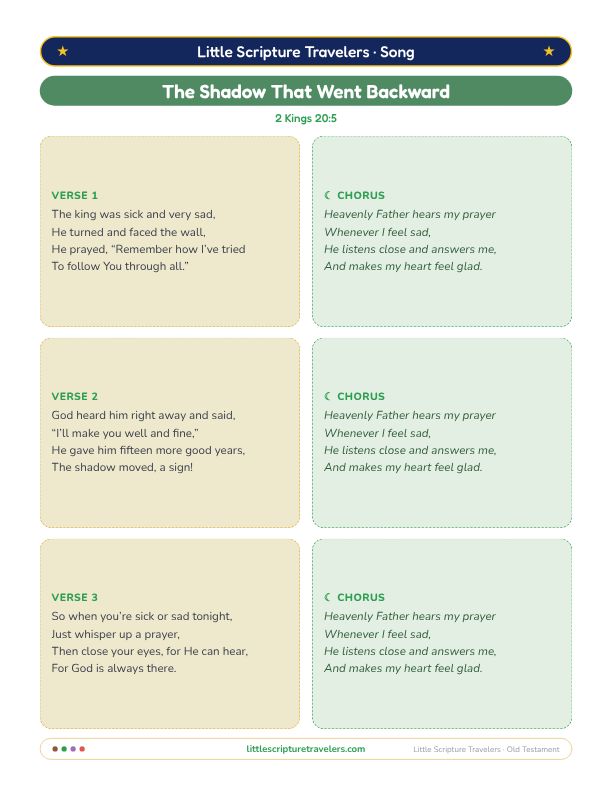 Little Scripture Travelers · Song
The Shadow That Went Backward
2 Kings 20:5
VERSE 1
The king was sick and very sad,
He turned and faced the wall,
He prayed, “Remember how I’ve tried
To follow You through all.”
CHORUS
Heavenly Father hears my prayer
Whenever I feel sad,
He listens close and answers me,
And makes my heart feel glad.
VERSE 2
God heard him right away and said,
“I’ll make you well and fine,”
He gave him fifteen more good years,
The shadow moved, a sign!
CHORUS
Heavenly Father hears my prayer
Whenever I feel sad,
He listens close and answers me,
And makes my heart feel glad.
VERSE 3
So when you’re sick or sad tonight,
Just whisper up a prayer,
Then close your eyes, for He can hear,
For God is always there.
CHORUS
Heavenly Father hears my prayer
Whenever I feel sad,
He listens close and answers me,
And makes my heart feel glad.
littlescripturetravelers.com
Little Scripture Travelers · Old Testament